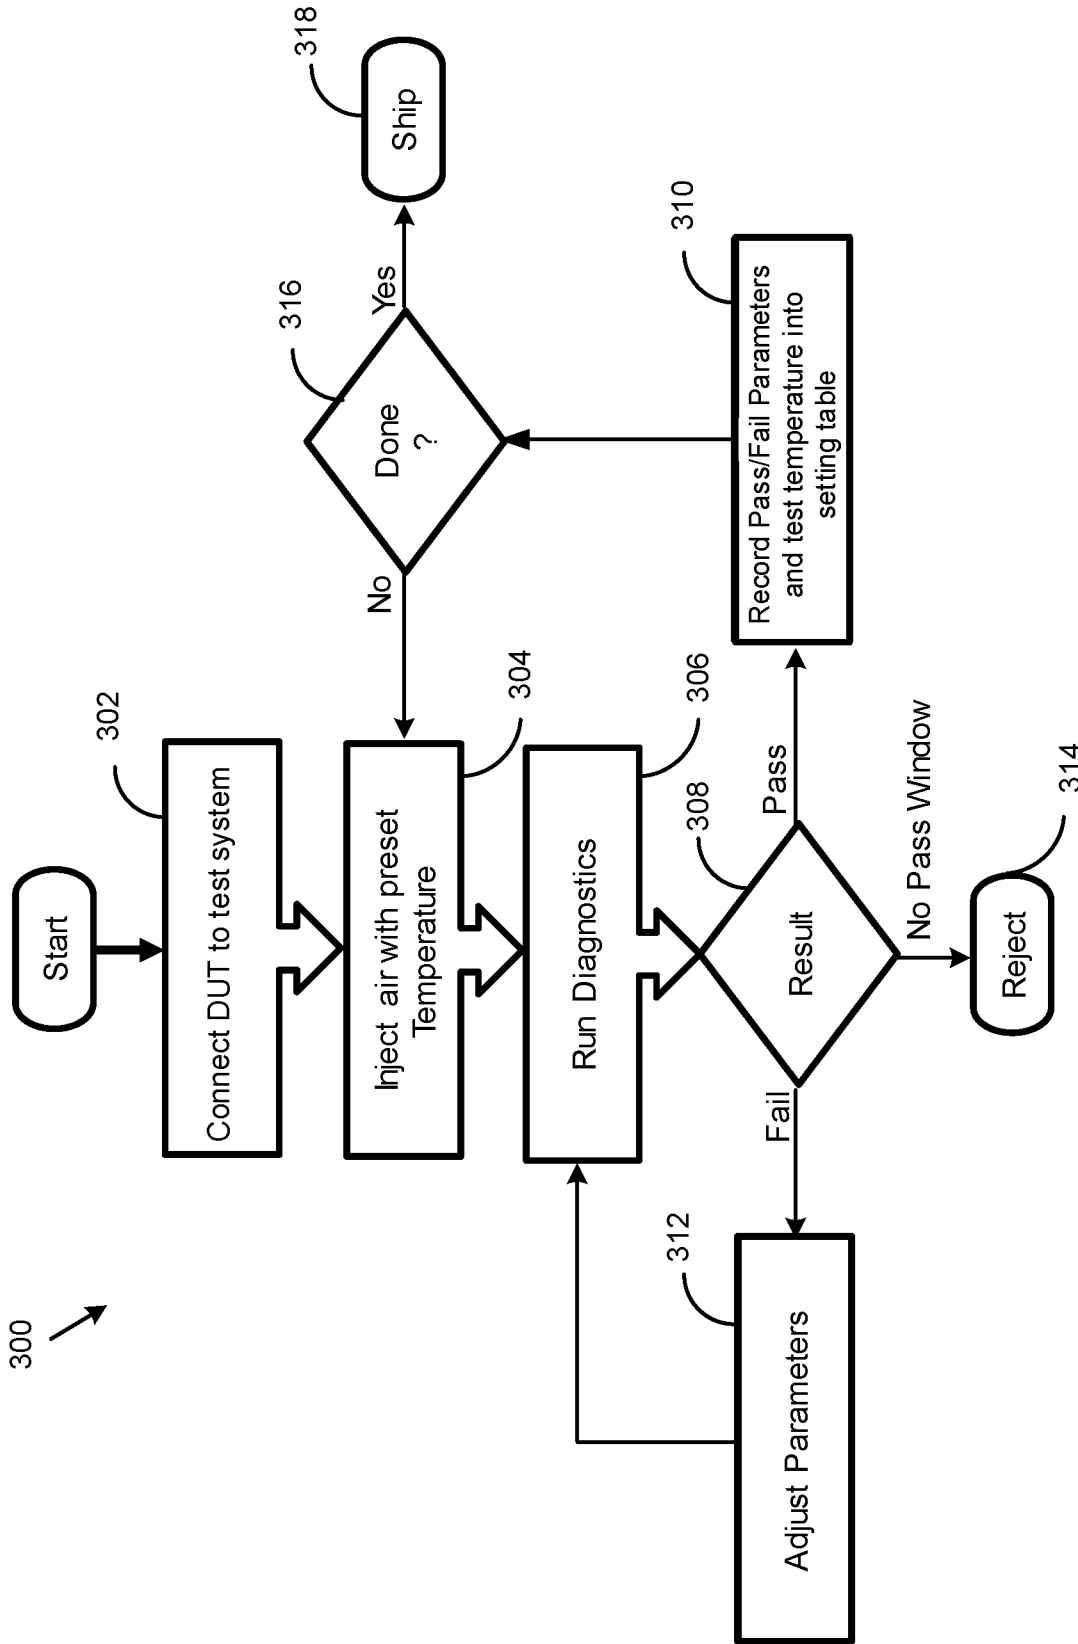 300
Start
302
Connect DUT to test system
Inject air with preset
Temperature
304
Run Diagnostics
306
308
Result
Pass
Fail
No Pass Window
312
Adjust Parameters
Reject
314
310
Record Pass/Fail Parameters
and test temperature into
setting table
316
Done
?
No
Yes
318
Ship